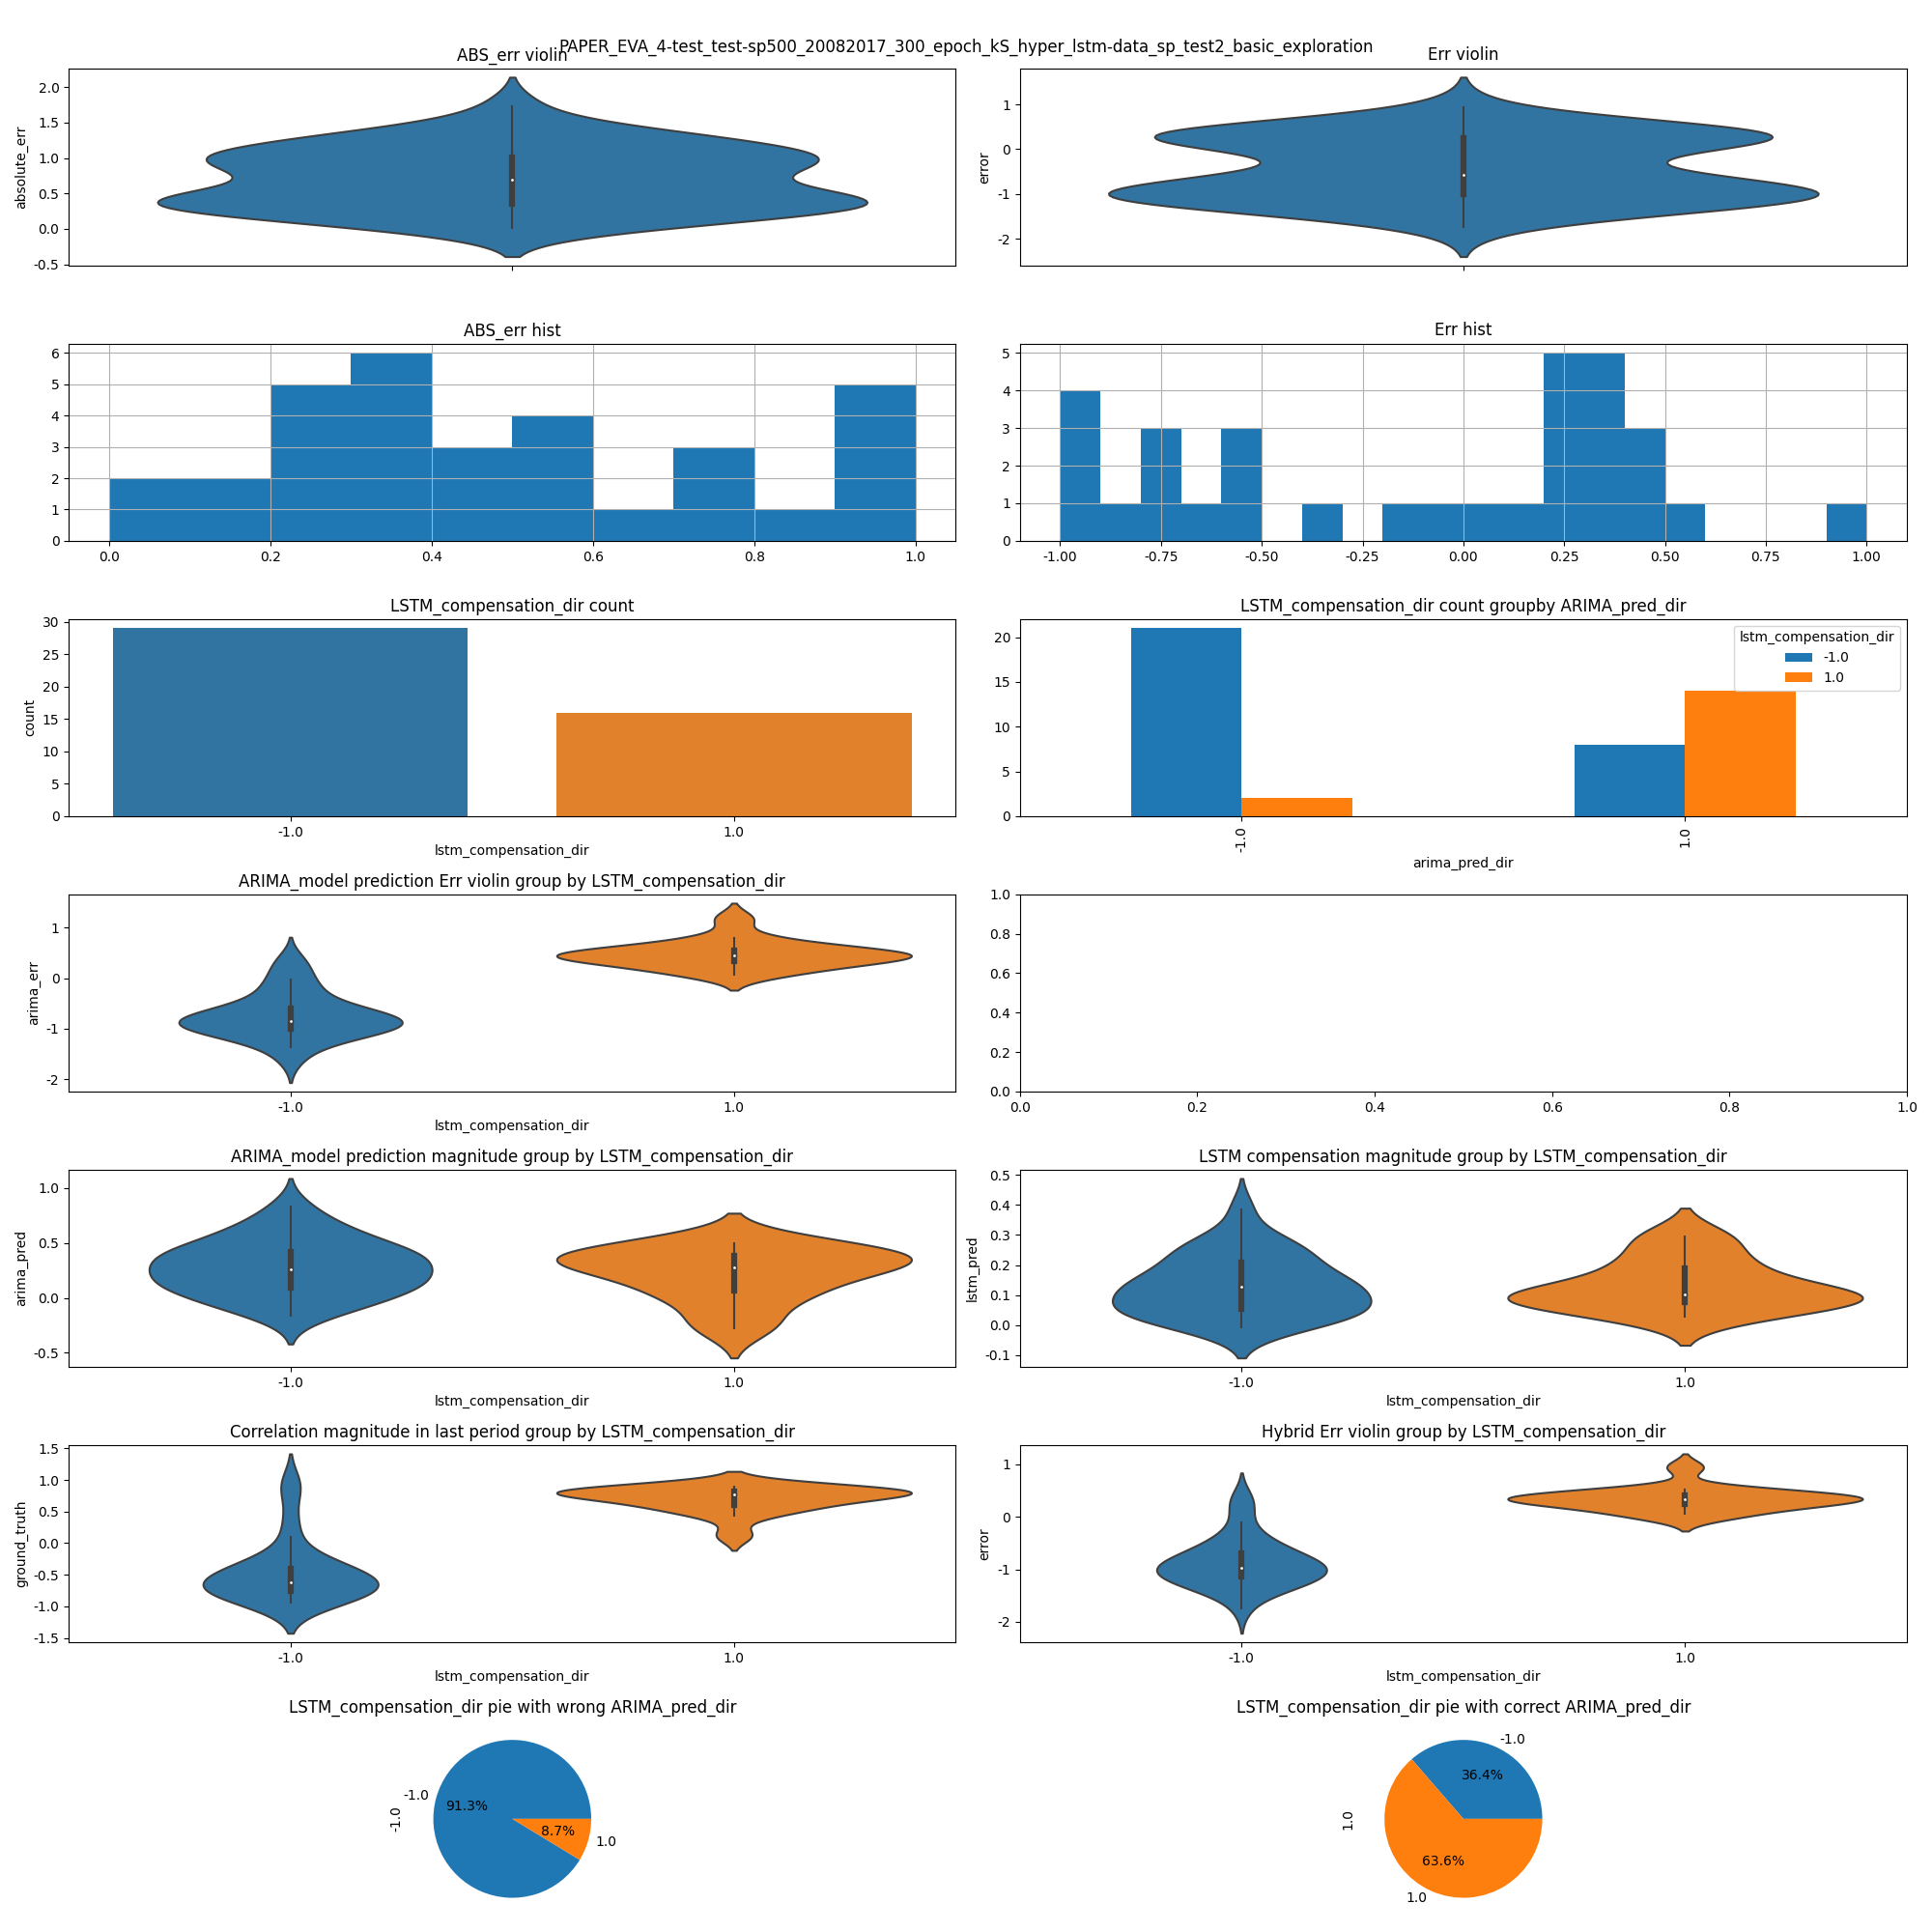 PAPER_EVA_4-test_test-sp500_20082017_300_epoch_kS_hyper_lstm-data_sp_test2_basic_exploration
ABS_err violin
absolute_err
2.0
1.5
1.0
0.5
0.0
-0.5
Err violin
error
1
0
-1
-2
ABS_err hist
6
5
4
3
2
1
0
0.0 0.2 0.4 0.6 0.8 1.0
Err hist
5
4
3
2
1
0
-1.00 -0.75 -0.50 -0.25 0.00 0.25 0.50 0.75 1.00
LSTM_compensation_dir count
count
30
25
20
15
10
5
0
-1.0 1.0
lstm_compensation_dir
LSTM_compensation_dir count groupby ARIMA_pred_dir
20
15
10
5
0
lstm_compensation_dir
-1.0
1.0
-1.0 1.0
arima_pred_dir
ARIMA_model prediction Err violin group by LSTM_compensation_dir
arima_err
1
0
-1
-2
-1.0 1.0
lstm_compensation_dir
1.0
0.8
0.6
0.4
0.2
0.0
0.0 0.2 0.4 0.6 0.8 1.0
ARIMA_model prediction magnitude group by LSTM_compensation_dir
arima_pred
1.0
0.5
0.0
-0.5
-1.0 1.0
lstm_compensation_dir
LSTM compensation magnitude group by LSTM_compensation_dir
lstm_pred
0.5
0.4
0.3
0.2
0.1
0.0
-0.1
-1.0 1.0
lstm_compensation_dir
Correlation magnitude in last period group by LSTM_compensation_dir
ground_truth
1.5
1.0
0.5
0.0
-0.5
-1.0
-1.5
-1.0 1.0
lstm_compensation_dir
Hybrid Err violin group by LSTM_compensation_dir
error
1
0
-1
-2
-1.0 1.0
lstm_compensation_dir
LSTM_compensation_dir pie with wrong ARIMA_pred_dir
-1.0
-1.0
91.3%
8.7%
1.0
LSTM_compensation_dir pie with correct ARIMA_pred_dir
-1.0
36.4%
1.0
63.6%
1.0